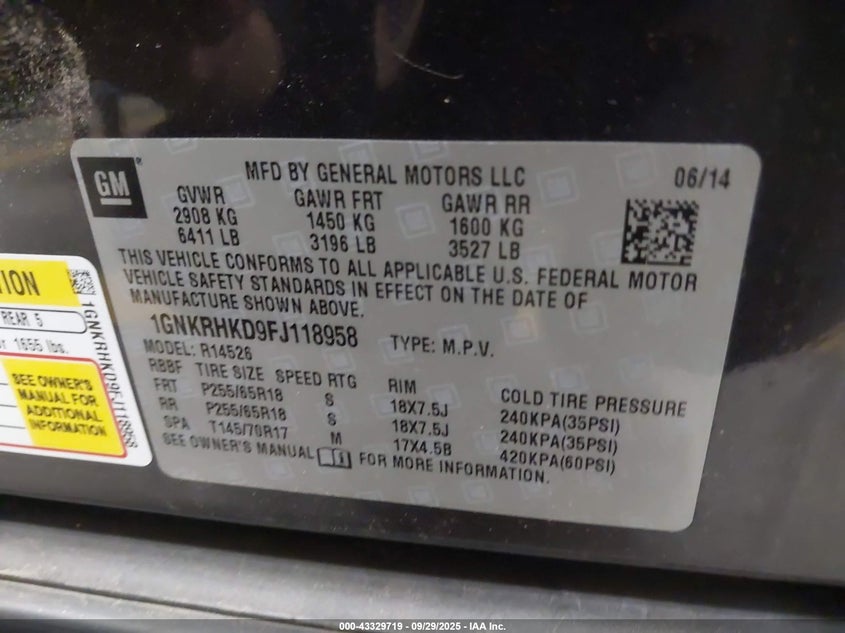 GM
MFD BY GENERAL MOTORS LLC
06/14
GVWR GAWR FRT GAWR RR
2908 KG 1450 KG 1600 KG
6411 LB 3196 LB 3527 LB
THIS VEHICLE CONFORMS TO ALL APPLICABLE U.S. FEDERAL MOTOR
VEHICLE SAFETY STANDARDS IN EFFECT ON THE DATE OF
MANUFACTURE SHOWN ABOVE.
1GNKRHKD9FJ118958 TYPE: M.P.V.
MODEL: R14526
RBBF TIRE SIZE SPEED RTG RIM COLD TIRE PRESSURE
FRT P255/65R18 S 18X7.5J 240KPA(35PSI)
RR P255/65R18 S 18X7.5J 240KPA(35PSI)
SPA T145/70R17 M 17X4.5B 420KPA(60PSI)
SEE OWNER'S MANUAL FOR MORE INFORMATION.
REAR 5
1655 lbs.
SEE OWNER'S
MANUAL FOR
ADDITIONAL
INFORMATION
1GNKRHKD9FJ118958
000-43329719 - 09/29/2025 - IAA Inc.